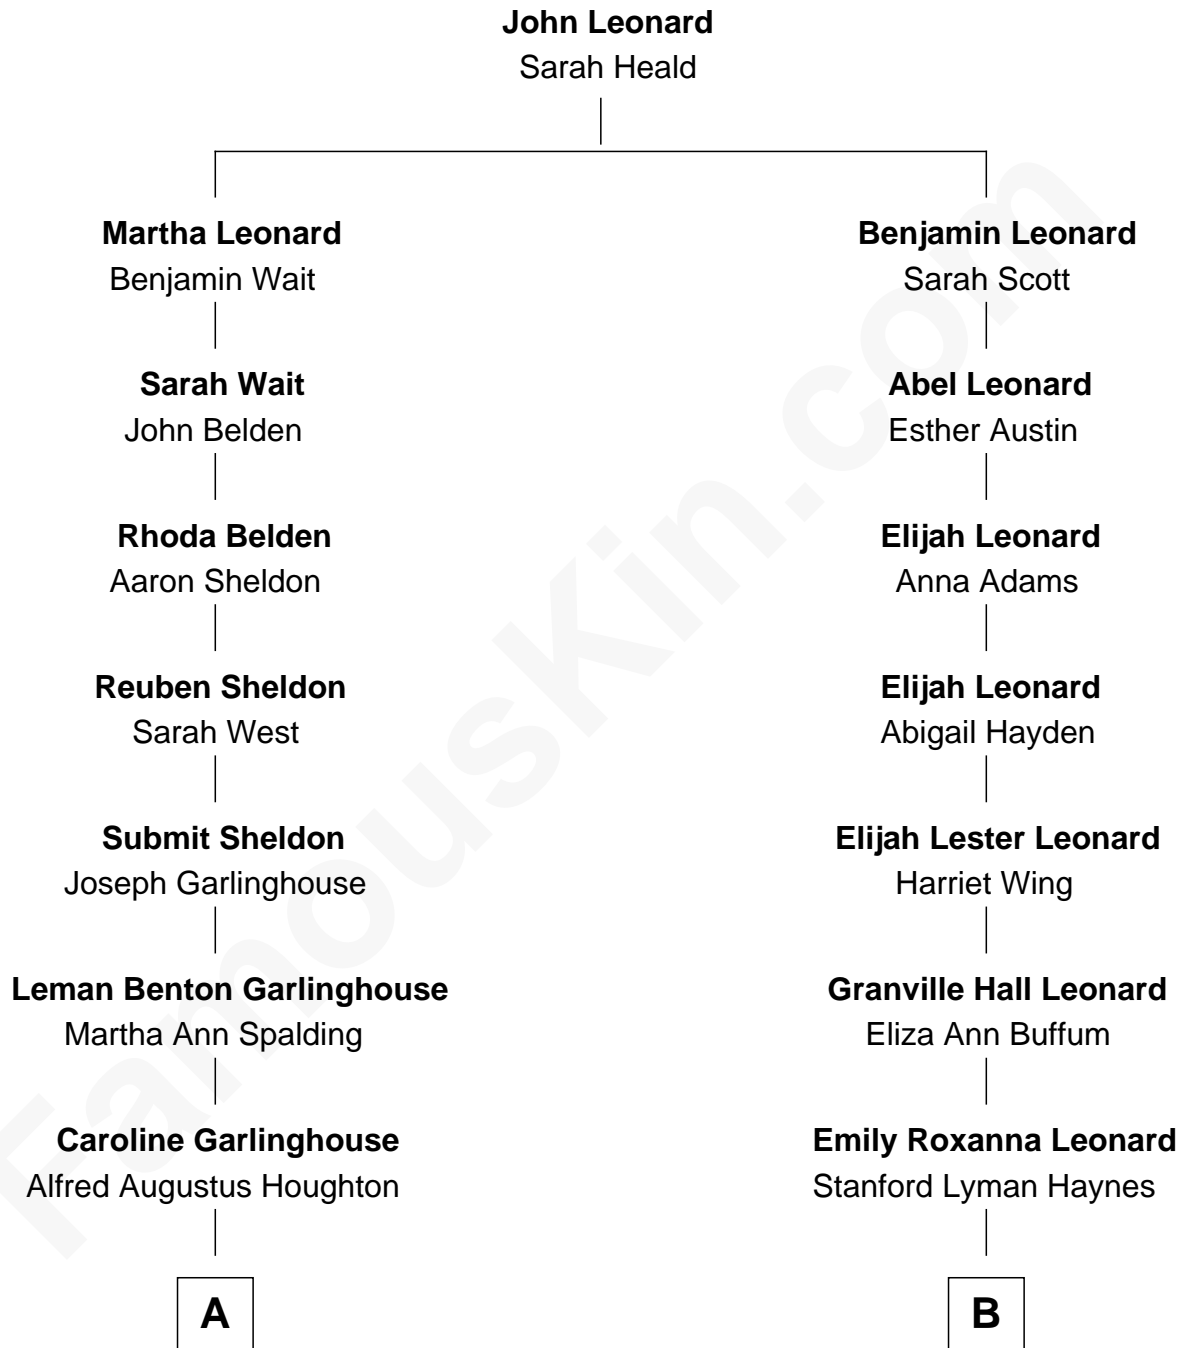 John Leonard
Sarah Heald
Martha Leonard
Benjamin Wait
Benjamin Leonard
Sarah Scott
Sarah Wait
John Belden
Abel Leonard
Esther Austin
Rhoda Belden
Aaron Sheldon
Elijah Leonard
Anna Adams
Reuben Sheldon
Sarah West
Elijah Leonard
Abigail Hayden
Submit Sheldon
Joseph Garlinghouse
Elijah Lester Leonard
Harriet Wing
Leman Benton Garlinghouse
Martha Ann Spalding
Granville Hall Leonard
Eliza Ann Buffum
Caroline Garlinghouse
Alfred Augustus Houghton
Emily Roxanna Leonard
Stanford Lyman Haynes
A
B
FamousKin.com